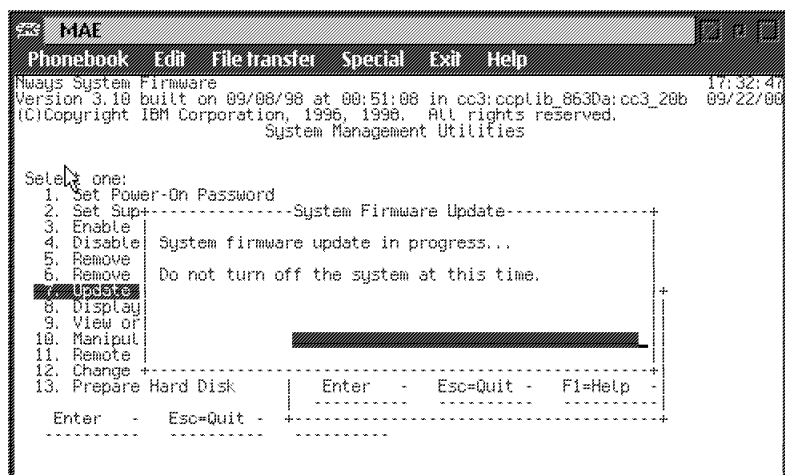 MAE
Phonebook Edit File transfer Special Exit Help
Nways System Firmware 17:32:47
Version 3.10 built on 09/08/98 at 00:51:08 in cc3:ccplib_863Da:cc3_20b 09/22/00
(C)Copyright IBM Corporation, 1996, 1998. All rights reserved.
System Management Utilities
Select one:
1. Set Power-On Password
2. Set Sup
System Firmware Update
3. Enable
4. Disable
System firmware update in progress...
5. Remove
6. Remove
Do not turn off the system at this time.
7. Update
8. Display
9. View or
10. Manipul
11. Remote
12. Change
13. Prepare Hard Disk
Enter - Esc=Quit - F1=Help -
Enter - Esc=Quit -